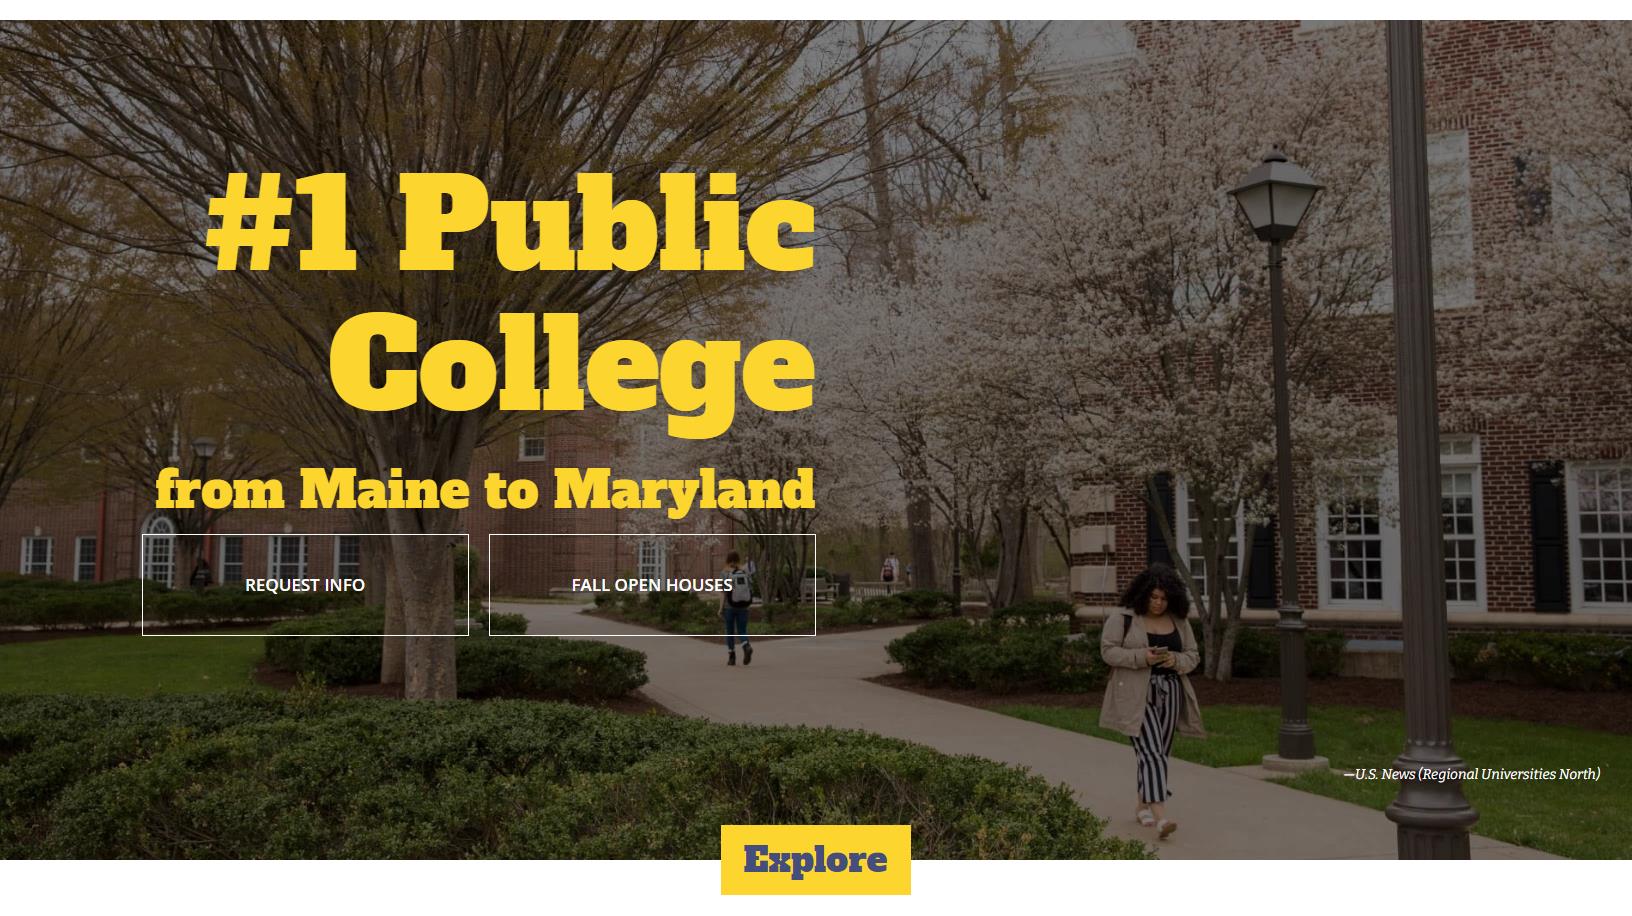 #1 Public
College
from Maine to Maryland
REQUEST INFO
FALL OPEN HOUSES
—U.S. News (Regional Universities North)
Explore